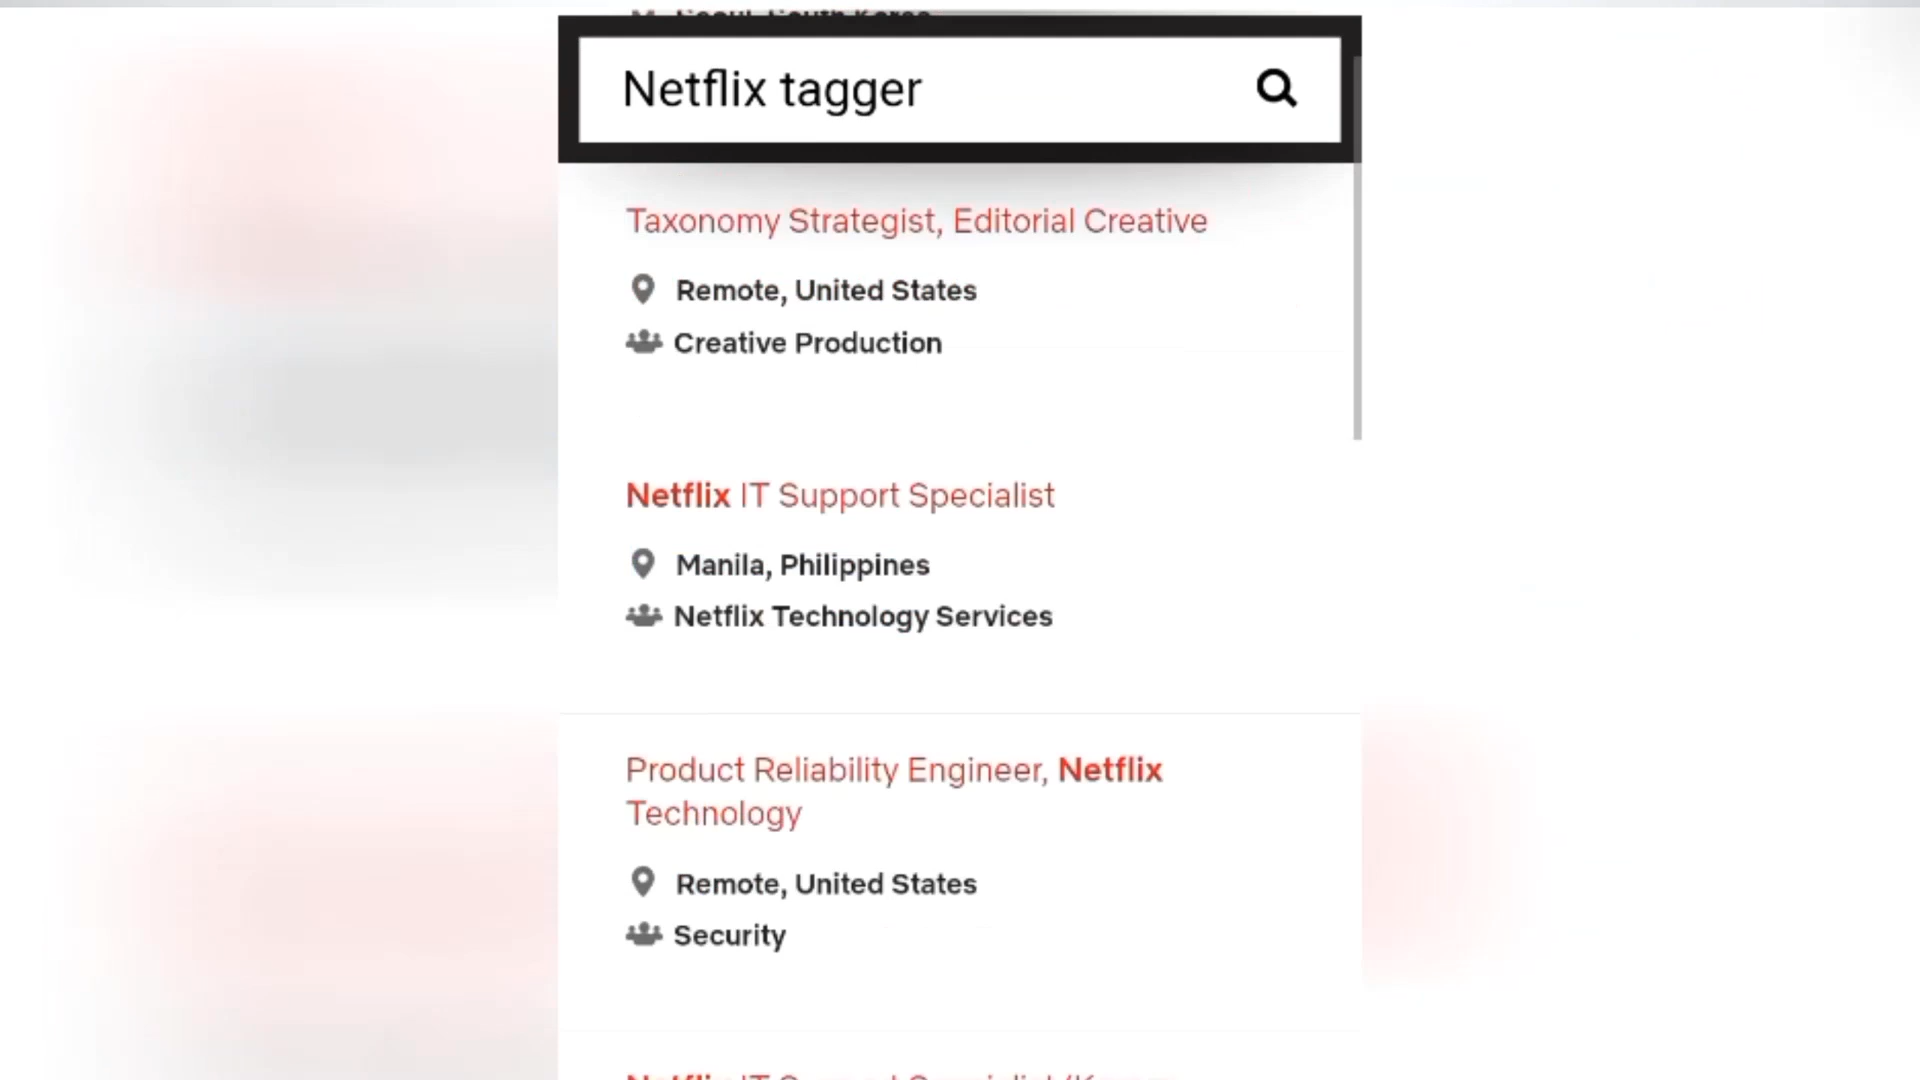 Netflix tagger
Taxonomy Strategist, Editorial Creative
Remote, United States
Creative Production
Netflix IT Support Specialist
Manila, Philippines
Netflix Technology Services
Product Reliability Engineer, Netflix
Technology
Remote, United States
Security